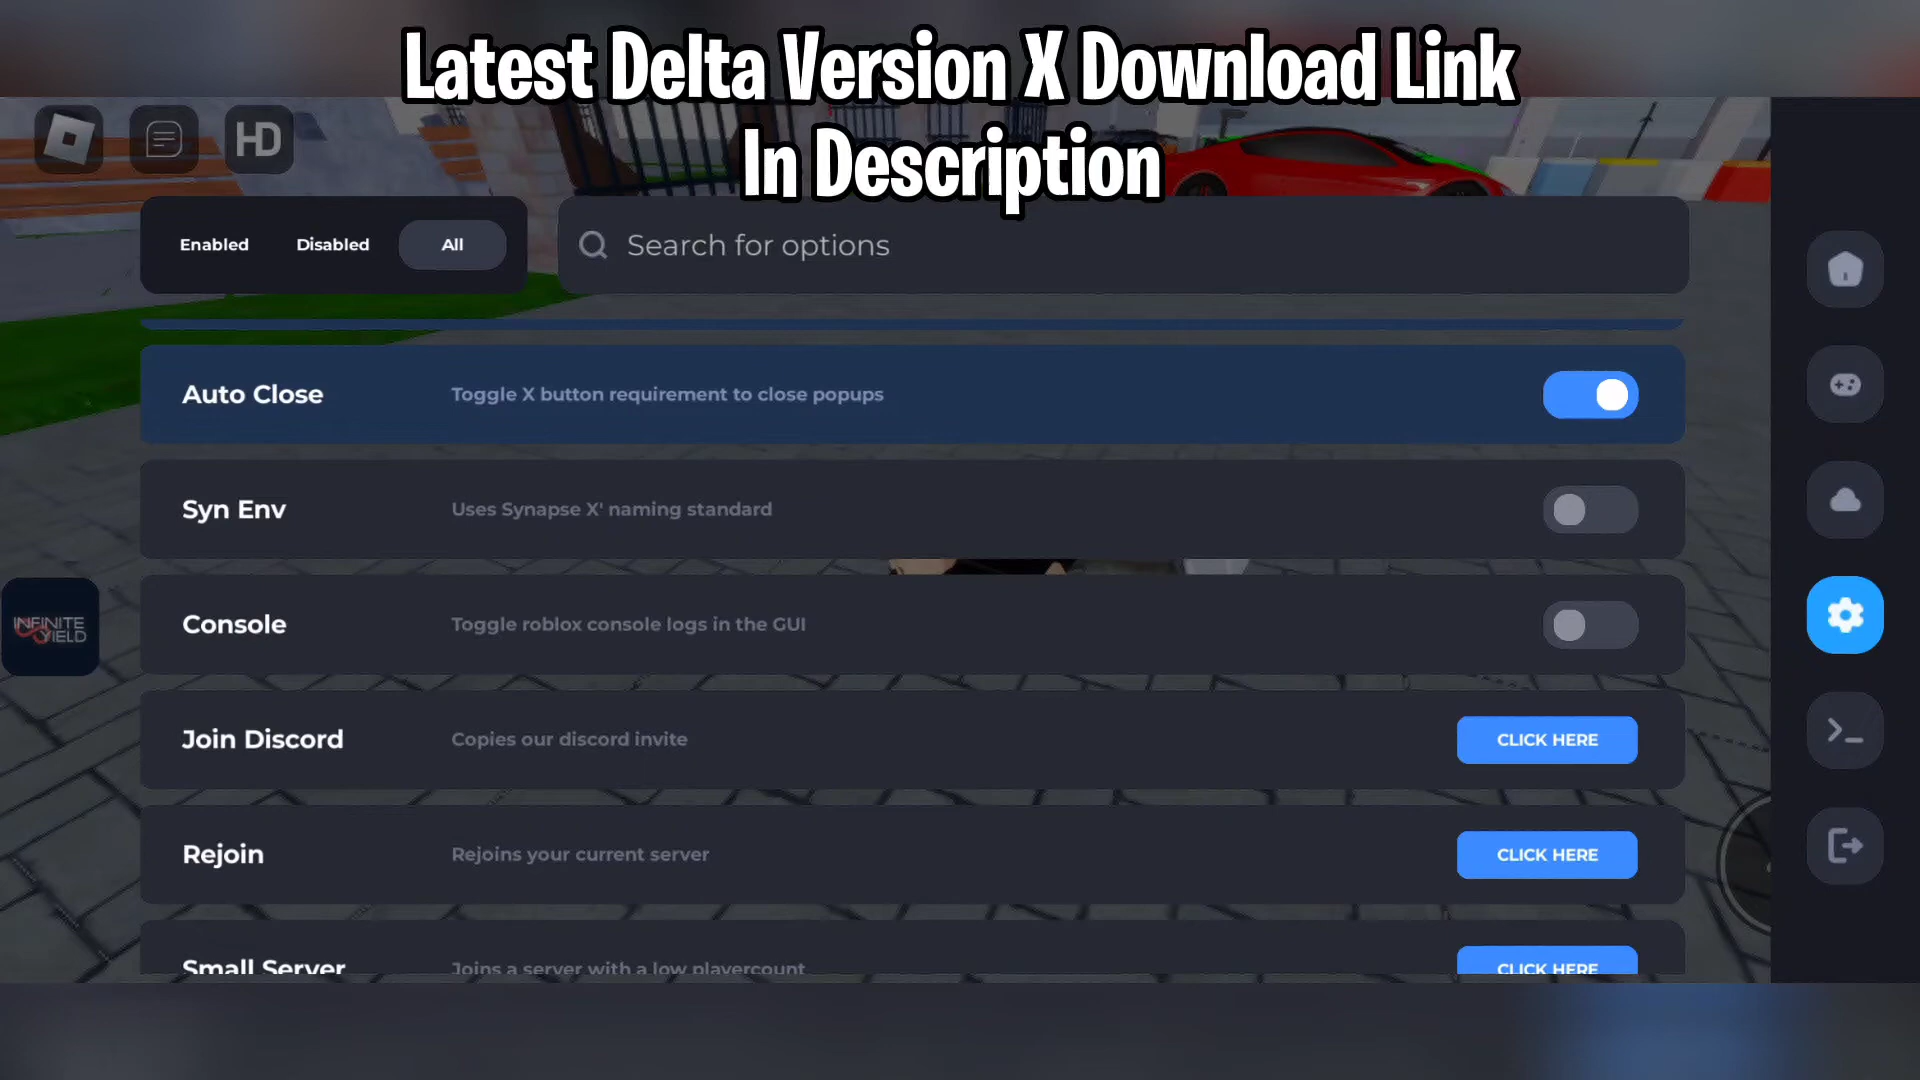 Latest Delta Version X Download Link
In Description
HD
Enabled Disabled All
Search for options
Auto Close Toggle X button requirement to close popups
Syn Env Uses Synapse X' naming standard
Console Toggle roblox console logs in the GUI
INFINITE
YIELD
Join Discord Copies our discord invite CLICK HERE
Rejoin Rejoins your current server CLICK HERE
Small Server Joins a server with a low playercount CLICK HERE